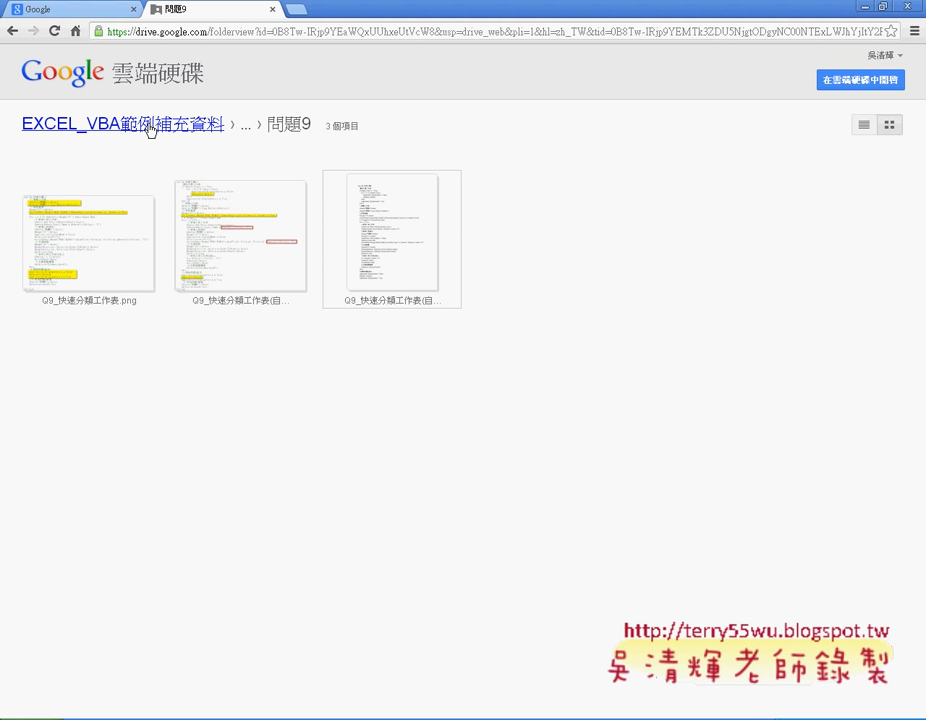 Google
問題9
https://drive.google.com/folderview?id=0B8Tw-IRjp9YEaWQxUUhxeUtVcW8&usp=drive_web&pli=1&hl=zh_TW&tid=0B8Tw-IRjp9YEMTk3ZDU5NjgtODgyNC00NTExLWJhYjItY2F
吳清輝
Google 雲端硬碟
在雲端硬碟中開啟
EXCEL_VBA範例補充資料 › ... › 問題9 3 個項目
Q9_快速分類工作表.png
Q9_快速分類工作表(自...
Q9_快速分類工作表(自...
http://terry55wu.blogspot.tw
吳清輝老師錄製